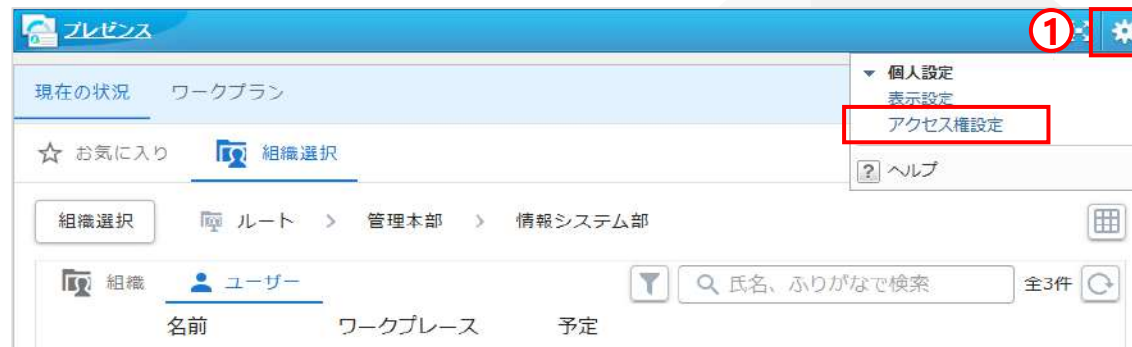 プレゼンス
①
現在の状況 ワークプラン
▼ 個人設定
表示設定
アクセス権設定
? ヘルプ
☆ お気に入り 組織選択
組織選択 ルート > 管理本部 > 情報システム部
組織 ユーザー 氏名、ふりがなで検索 全3件
名前 ワークプレース 予定